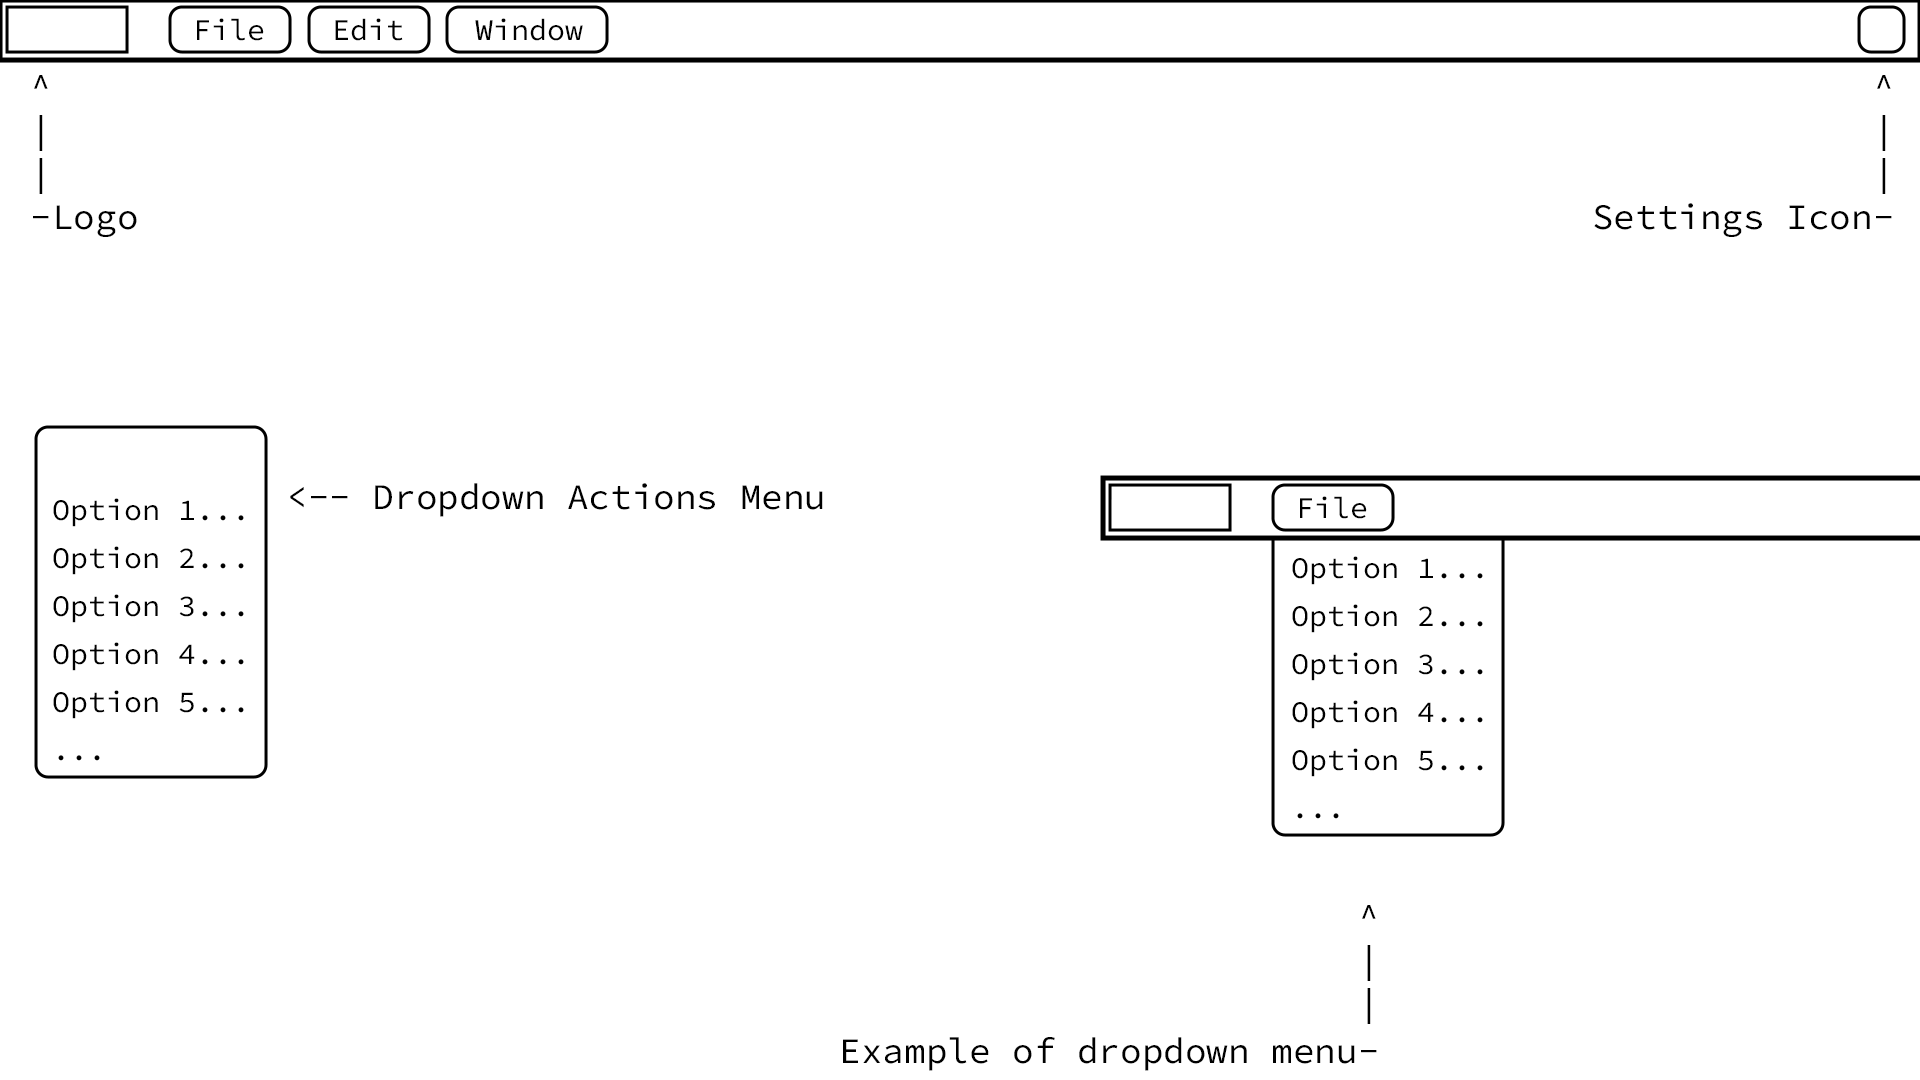 File Edit Window
^ ^
| |
| |
-Logo Settings Icon-
Option 1...
Option 2...
Option 3...
Option 4...
Option 5...
...
<-- Dropdown Actions Menu
File
Option 1...
Option 2...
Option 3...
Option 4...
Option 5...
...
^
|
|
Example of dropdown menu-